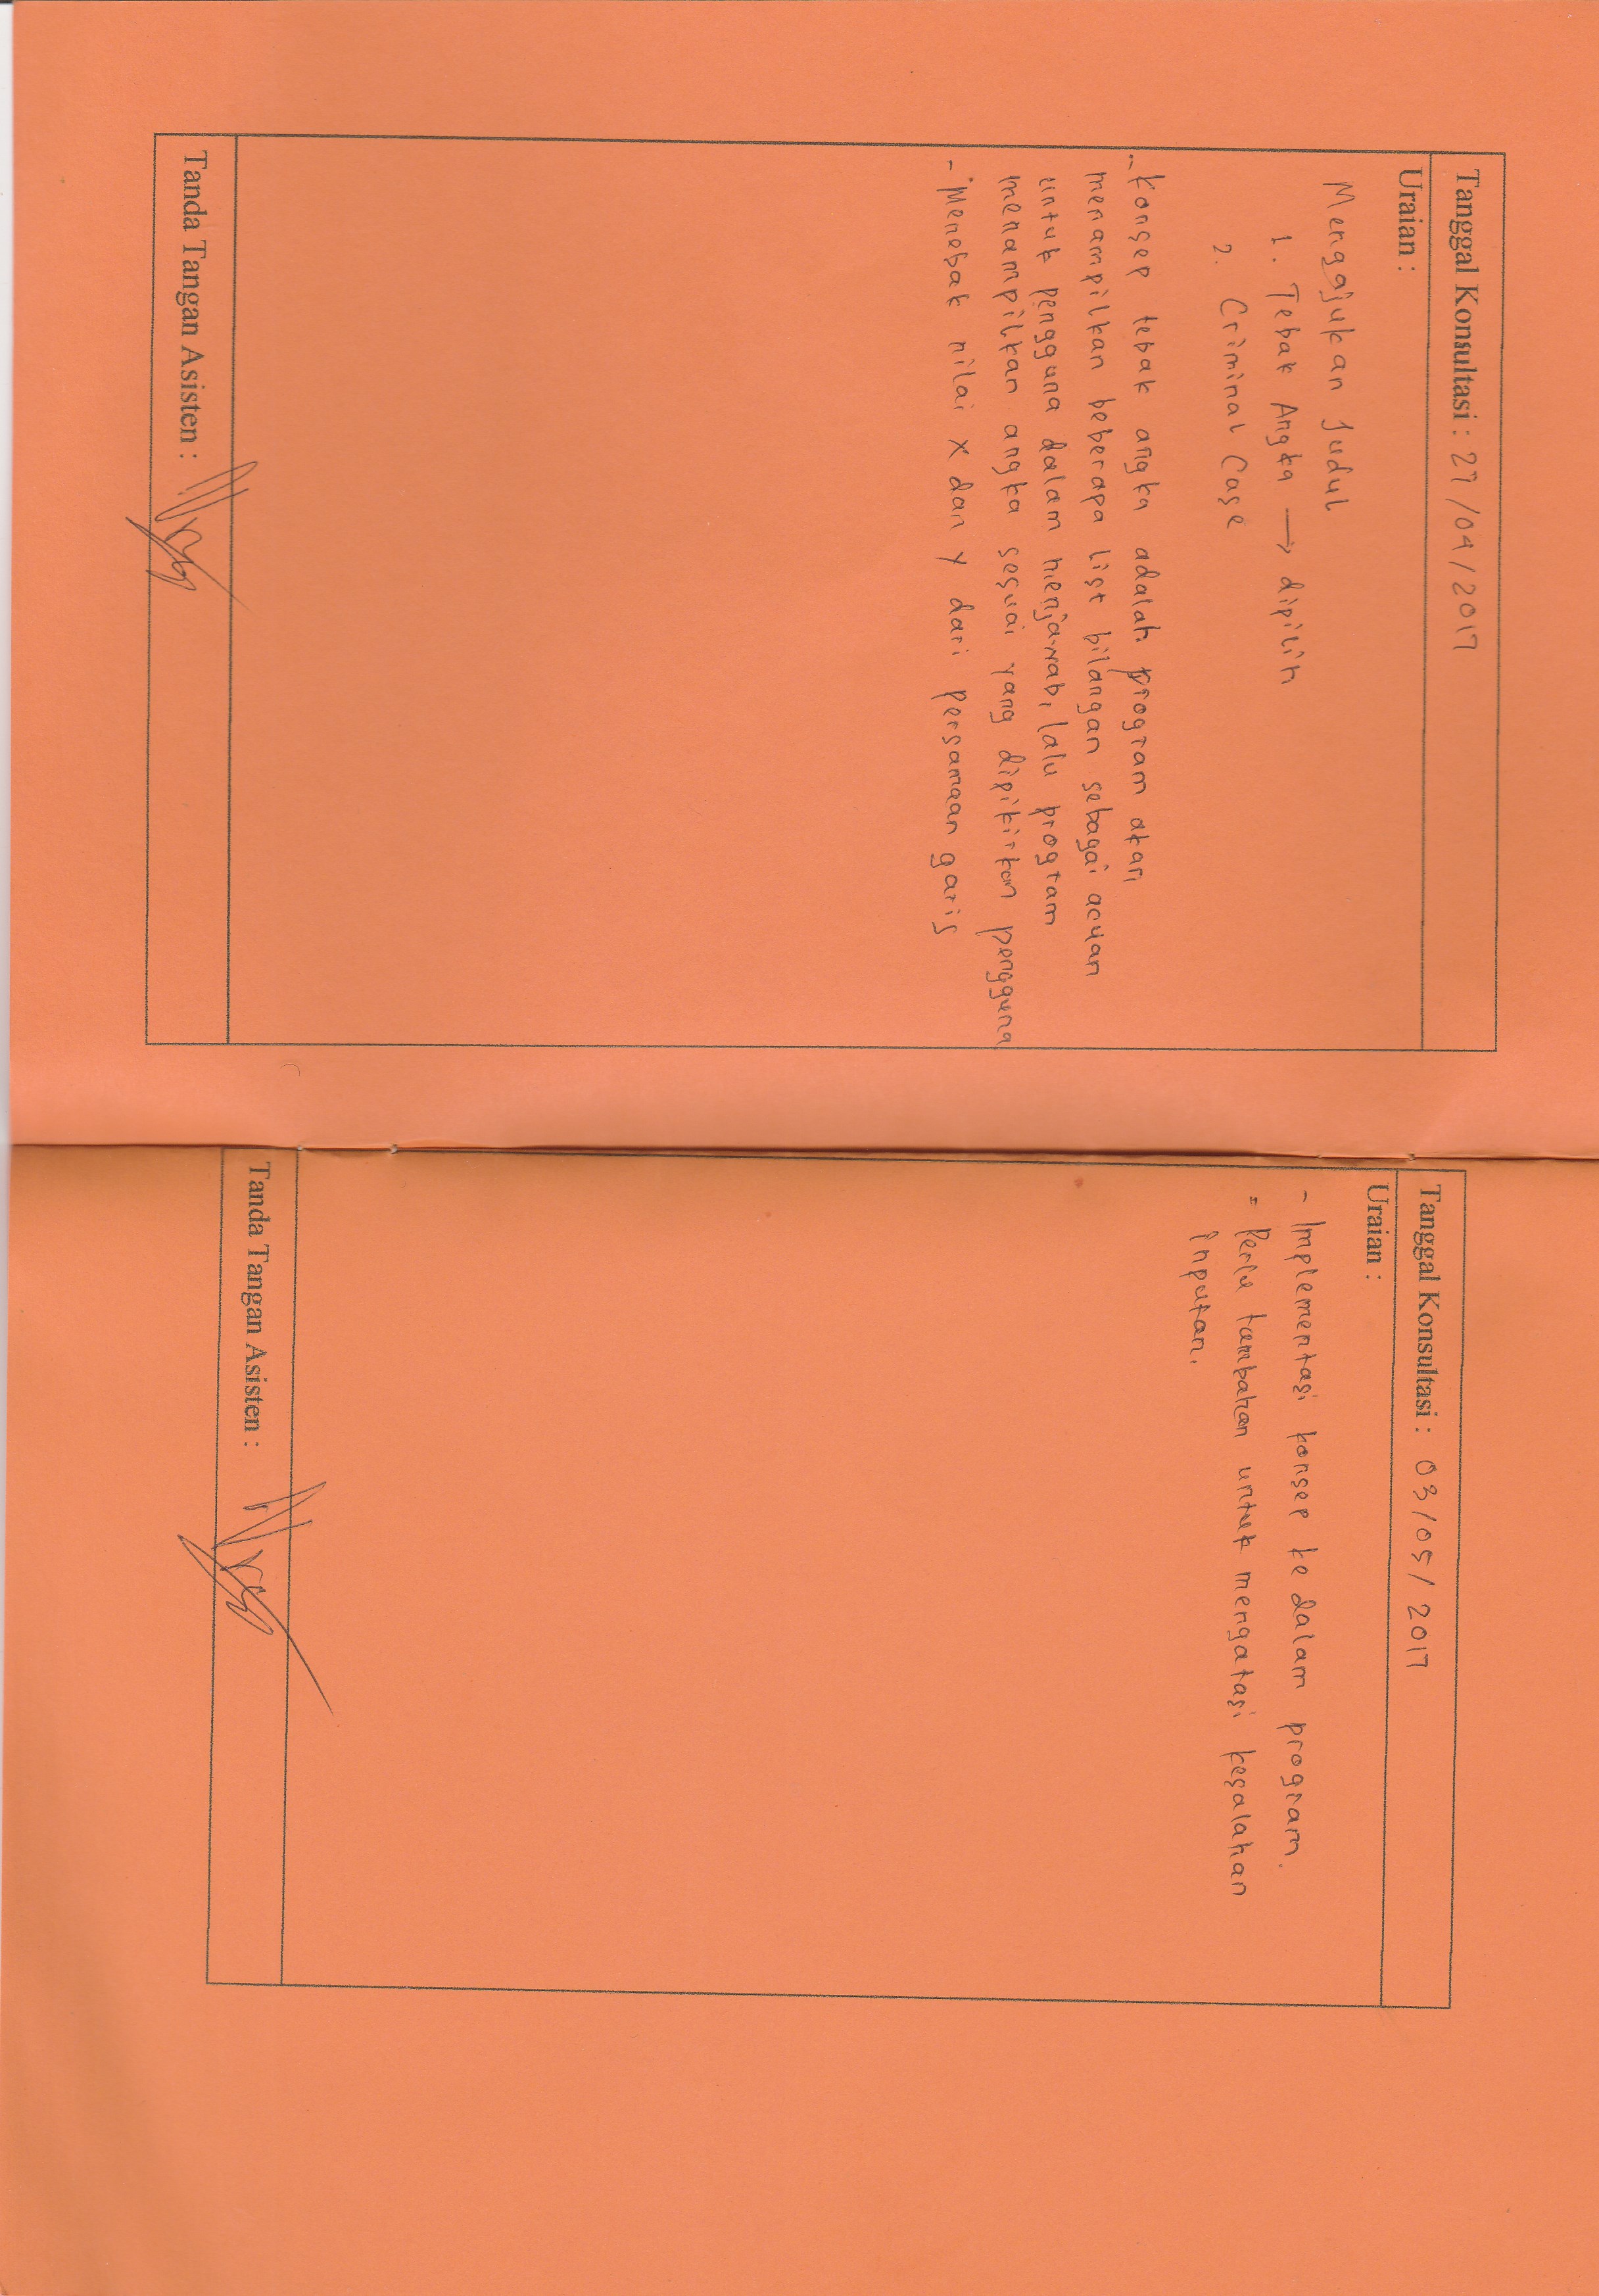 Tanggal Konsultasi : 27/04/2017
Uraian :
Mengajukan Judul
1. Tebak Angka → dipilih
2. Criminal Case
- Konsep tebak angka adalah program akan
menampilkan beberapa list bilangan sebagai acuan
untuk pengguna dalam menjawab, lalu program
menampilkan angka sesuai yang dipikirkan pengguna
- Menebak nilai x dan y dari persamaan garis
Tanda Tangan Asisten :
Tanggal Konsultasi : 03/05/2017
Uraian :
- Implementasi konsep ke dalam program.
- Perlu tambahan untuk mengatasi kesalahan
inputan.
Tanda Tangan Asisten :